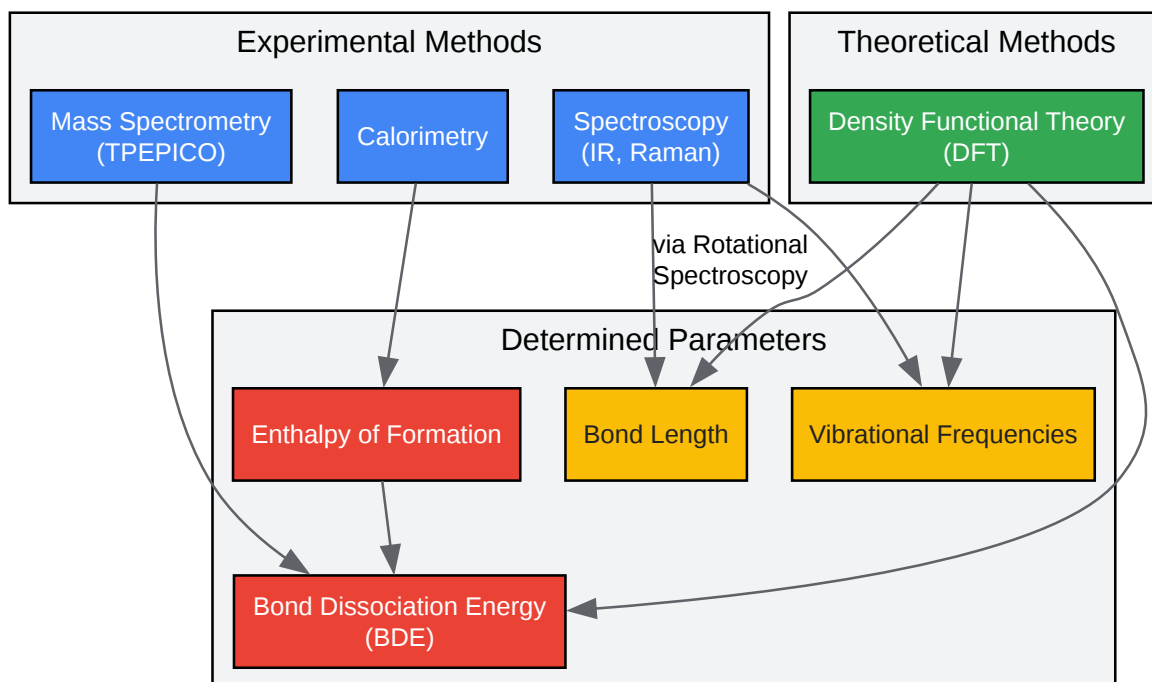 Experimental Methods
Theoretical Methods
Mass Spectrometry
(TPEPICO)
Calorimetry
Spectroscopy
(IR, Raman)
Density Functional Theory
(DFT)
via Rotational
Spectroscopy
Determined Parameters
Enthalpy of Formation
Bond Length
Vibrational Frequencies
Bond Dissociation Energy
(BDE)